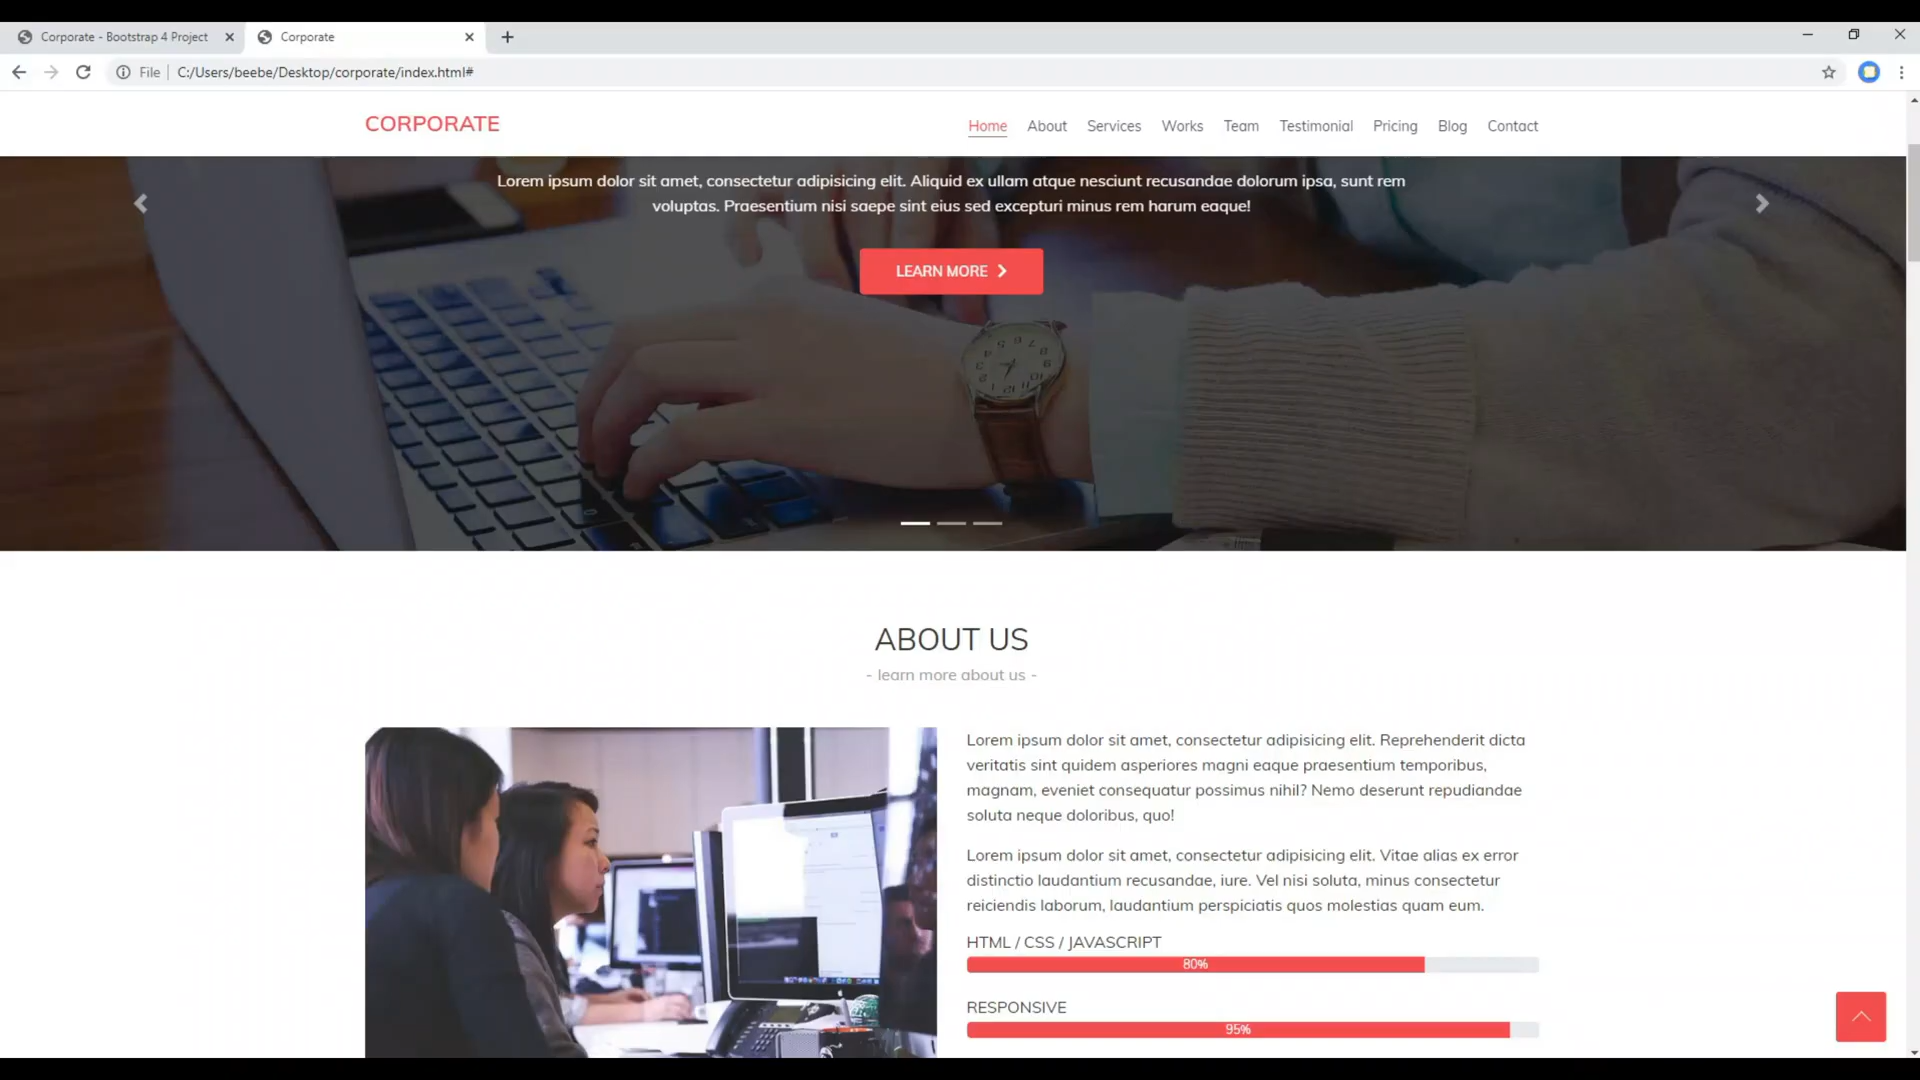 Corporate - Bootstrap 4 Project
Corporate
File C:/Users/beebe/Desktop/corporate/index.html#
CORPORATE
Home About Services Works Team Testimonial Pricing Blog Contact
Lorem ipsum dolor sit amet, consectetur adipisicing elit. Aliquid ex ullam atque nesciunt recusandae dolorum ipsa, sunt rem
voluptas. Praesentium nisi saepe sint eius sed excepturi minus rem harum eaque!
LEARN MORE
ABOUT US
- learn more about us -
Lorem ipsum dolor sit amet, consectetur adipisicing elit. Reprehenderit dicta
veritatis sint quidem asperiores magni eaque praesentium temporibus,
magnam, eveniet consequatur possimus nihil? Nemo deserunt repudiandae
soluta neque doloribus, quo!
Lorem ipsum dolor sit amet, consectetur adipisicing elit. Vitae alias ex error
distinctio laudantium recusandae, iure. Vel nisi soluta, minus consectetur
reiciendis laborum, laudantium perspiciatis quos molestias quam eum.
HTML / CSS / JAVASCRIPT
80%
RESPONSIVE
95%